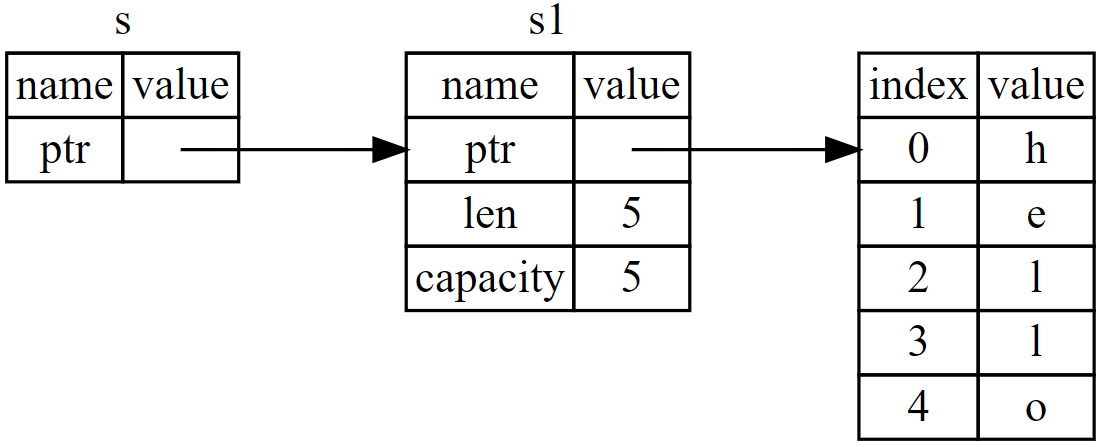 s
name value
ptr
s1
name value
ptr
len 5
capacity 5
index value
0 h
1 e
2 l
3 l
4 o